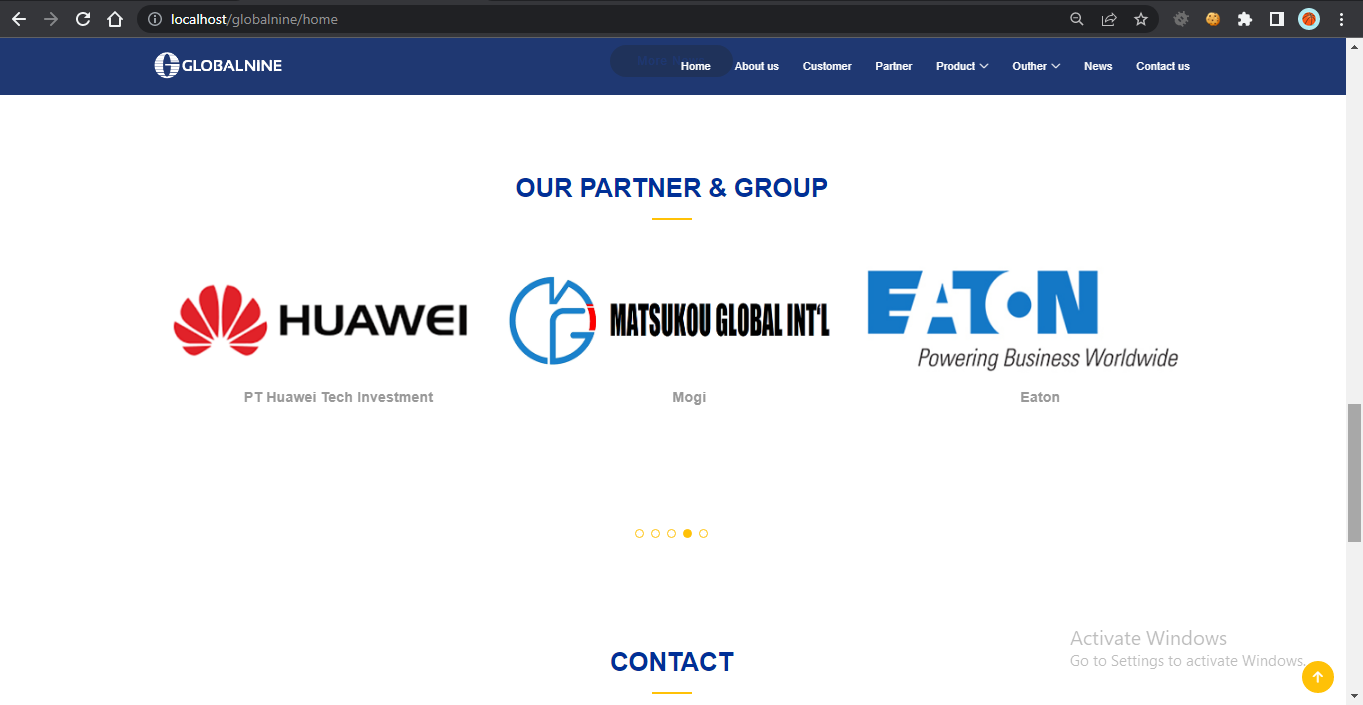 localhost/globalnine/home
GLOBALNINE
More
Home About us Customer Partner Product Outher News Contact us
OUR PARTNER & GROUP
HUAWEI MATSUKOU GLOBAL INT'L EATON
Powering Business Worldwide
PT Huawei Tech Investment Mogi Eaton
CONTACT
Activate Windows
Go to Settings to activate Windows.